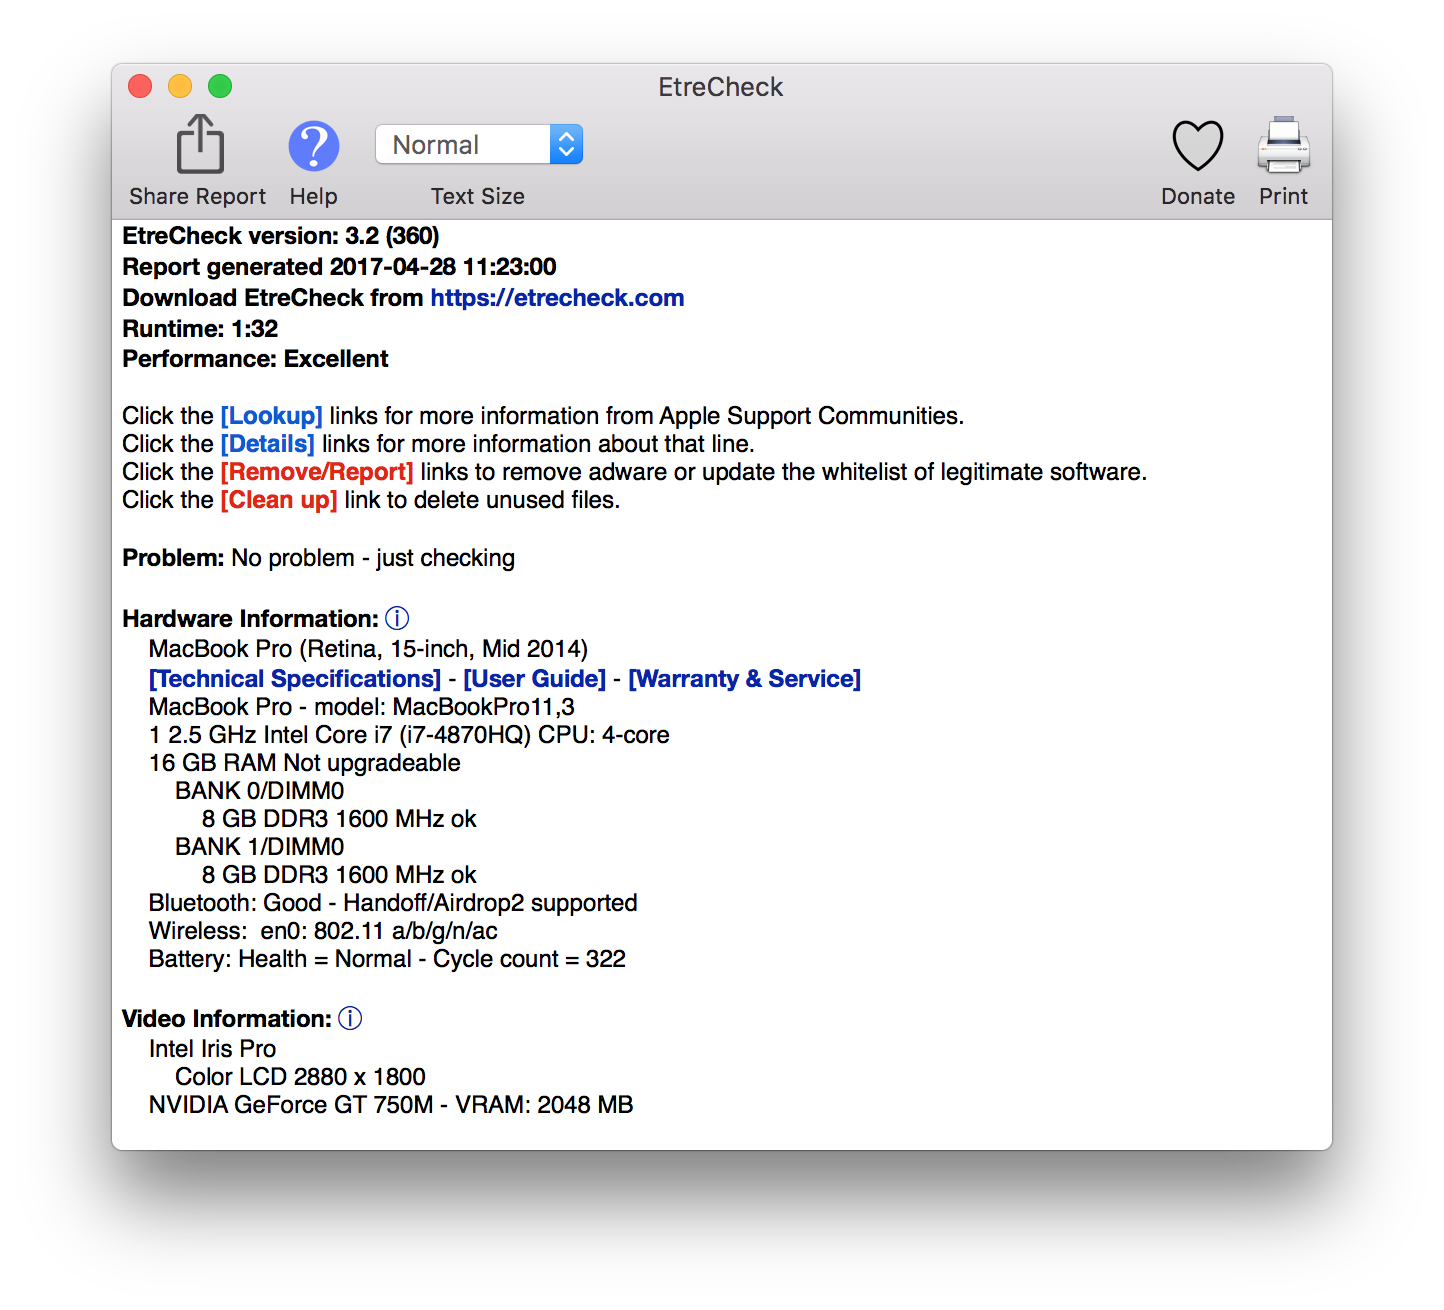 EtreCheck
Normal
Share Report
Help
Text Size
Donate
Print
EtreCheck version: 3.2 (360)
Report generated 2017-04-28 11:23:00
Download EtreCheck from https://etrecheck.com
Runtime: 1:32
Performance: Excellent
Click the [Lookup] links for more information from Apple Support Communities.
Click the [Details] links for more information about that line.
Click the [Remove/Report] links to remove adware or update the whitelist of legitimate software.
Click the [Clean up] link to delete unused files.
Problem: No problem - just checking
Hardware Information: ⓘ
MacBook Pro (Retina, 15-inch, Mid 2014)
[Technical Specifications] - [User Guide] - [Warranty & Service]
MacBook Pro - model: MacBookPro11,3
1 2.5 GHz Intel Core i7 (i7-4870HQ) CPU: 4-core
16 GB RAM Not upgradeable
BANK 0/DIMM0
8 GB DDR3 1600 MHz ok
BANK 1/DIMM0
8 GB DDR3 1600 MHz ok
Bluetooth: Good - Handoff/Airdrop2 supported
Wireless:  en0: 802.11 a/b/g/n/ac
Battery: Health = Normal - Cycle count = 322
Video Information: ⓘ
Intel Iris Pro
Color LCD 2880 x 1800
NVIDIA GeForce GT 750M - VRAM: 2048 MB